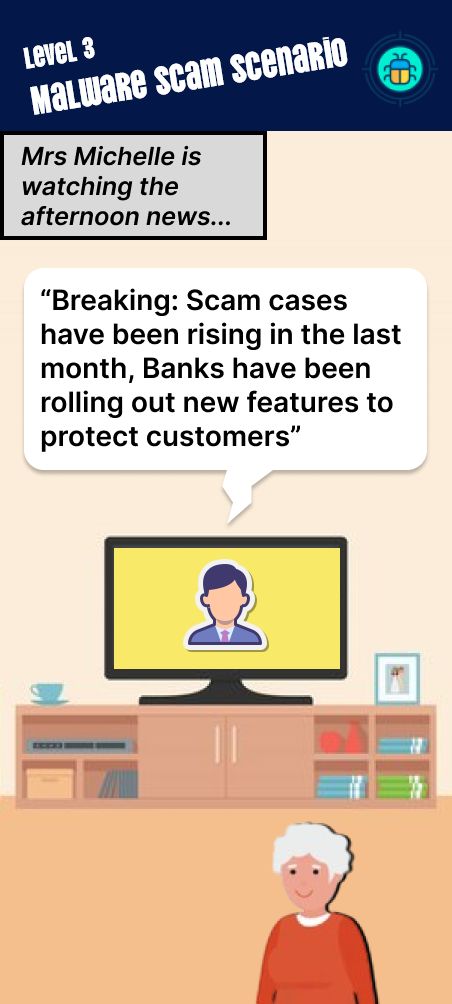 Level 3
Malware Scam Scenario
Mrs Michelle is
watching the
afternoon news...
“Breaking: Scam cases
have been rising in the last
month, Banks have been
rolling out new features to
protect customers”